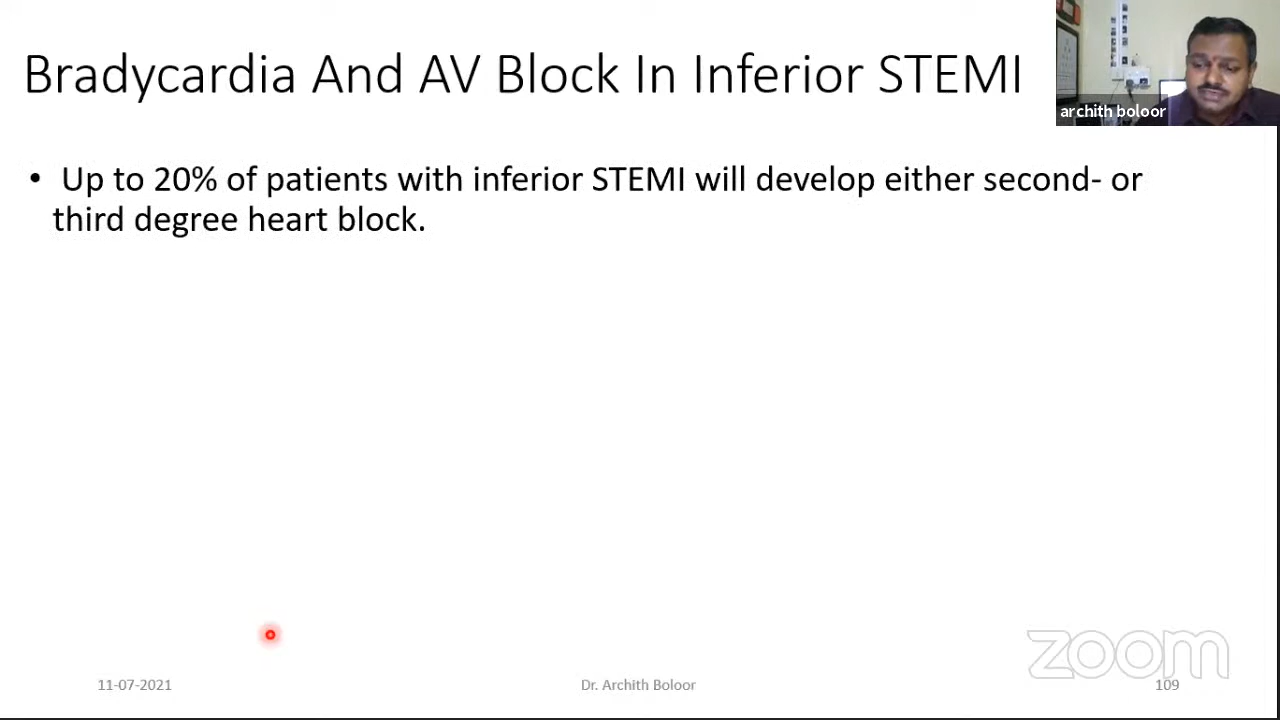 Bradycardia And AV Block In Inferior STEMI
archith boloor
• Up to 20% of patients with inferior STEMI will develop either second- or
third degree heart block.
zoom
11-07-2021
Dr. Archith Boloor
109